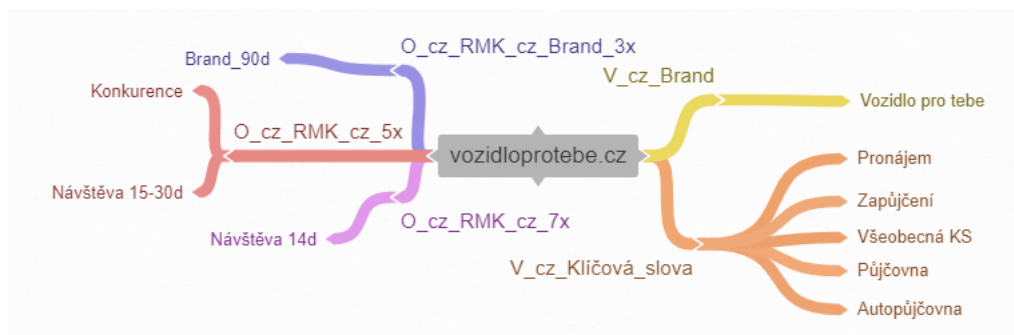 O_cz_RMK_cz_Brand_3x
Brand_90d
Konkurence
O_cz_RMK_cz_5x
Návštěva 15-30d
Návštěva 14d
O_cz_RMK_cz_7x
vozidloprotebe.cz
V_cz_Brand
Vozidlo pro tebe
Pronájem
Zapůjčení
Všeobecná KS
V_cz_Klíčová_slova
Půjčovna
Autopůjčovna